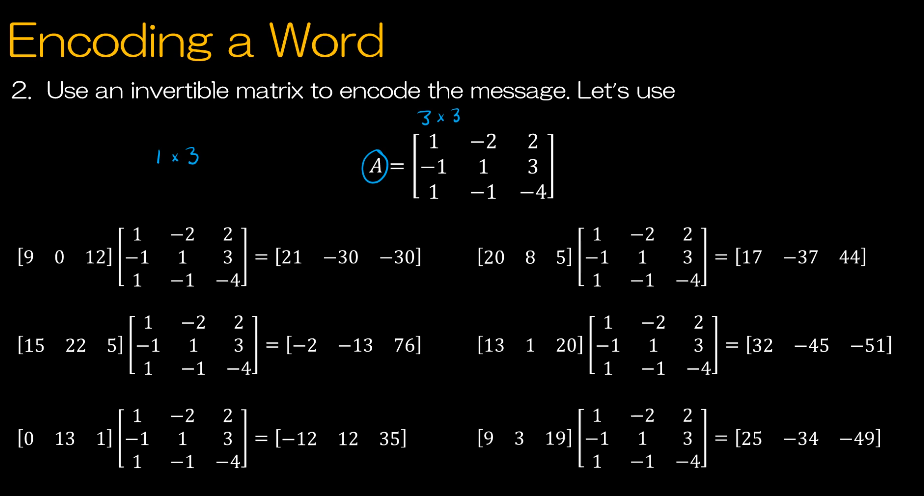 Encoding a Word
2. Use an invertible matrix to encode the message. Let's use
3 × 3
1 × 3
A = [1 −2 2
−1 1 3
1 −1 −4]
[9 0 12] [1 −2 2
−1 1 3
1 −1 −4] = [21 −30 −30]
[20 8 5] [1 −2 2
−1 1 3
1 −1 −4] = [17 −37 44]
[15 22 5] [1 −2 2
−1 1 3
1 −1 −4] = [−2 −13 76]
[13 1 20] [1 −2 2
−1 1 3
1 −1 −4] = [32 −45 −51]
[0 13 1] [1 −2 2
−1 1 3
1 −1 −4] = [−12 12 35]
[9 3 19] [1 −2 2
−1 1 3
1 −1 −4] = [25 −34 −49]